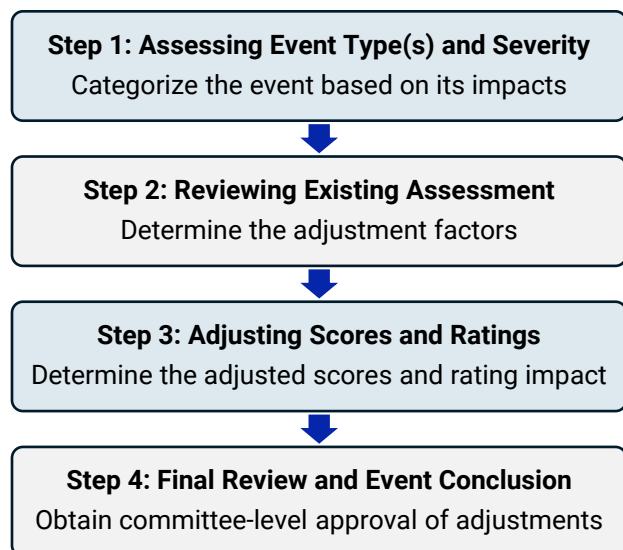 Step 1: Assessing Event Type(s) and Severity
Categorize the event based on its impacts
Step 2: Reviewing Existing Assessment
Determine the adjustment factors
Step 3: Adjusting Scores and Ratings
Determine the adjusted scores and rating impact
Step 4: Final Review and Event Conclusion
Obtain committee-level approval of adjustments